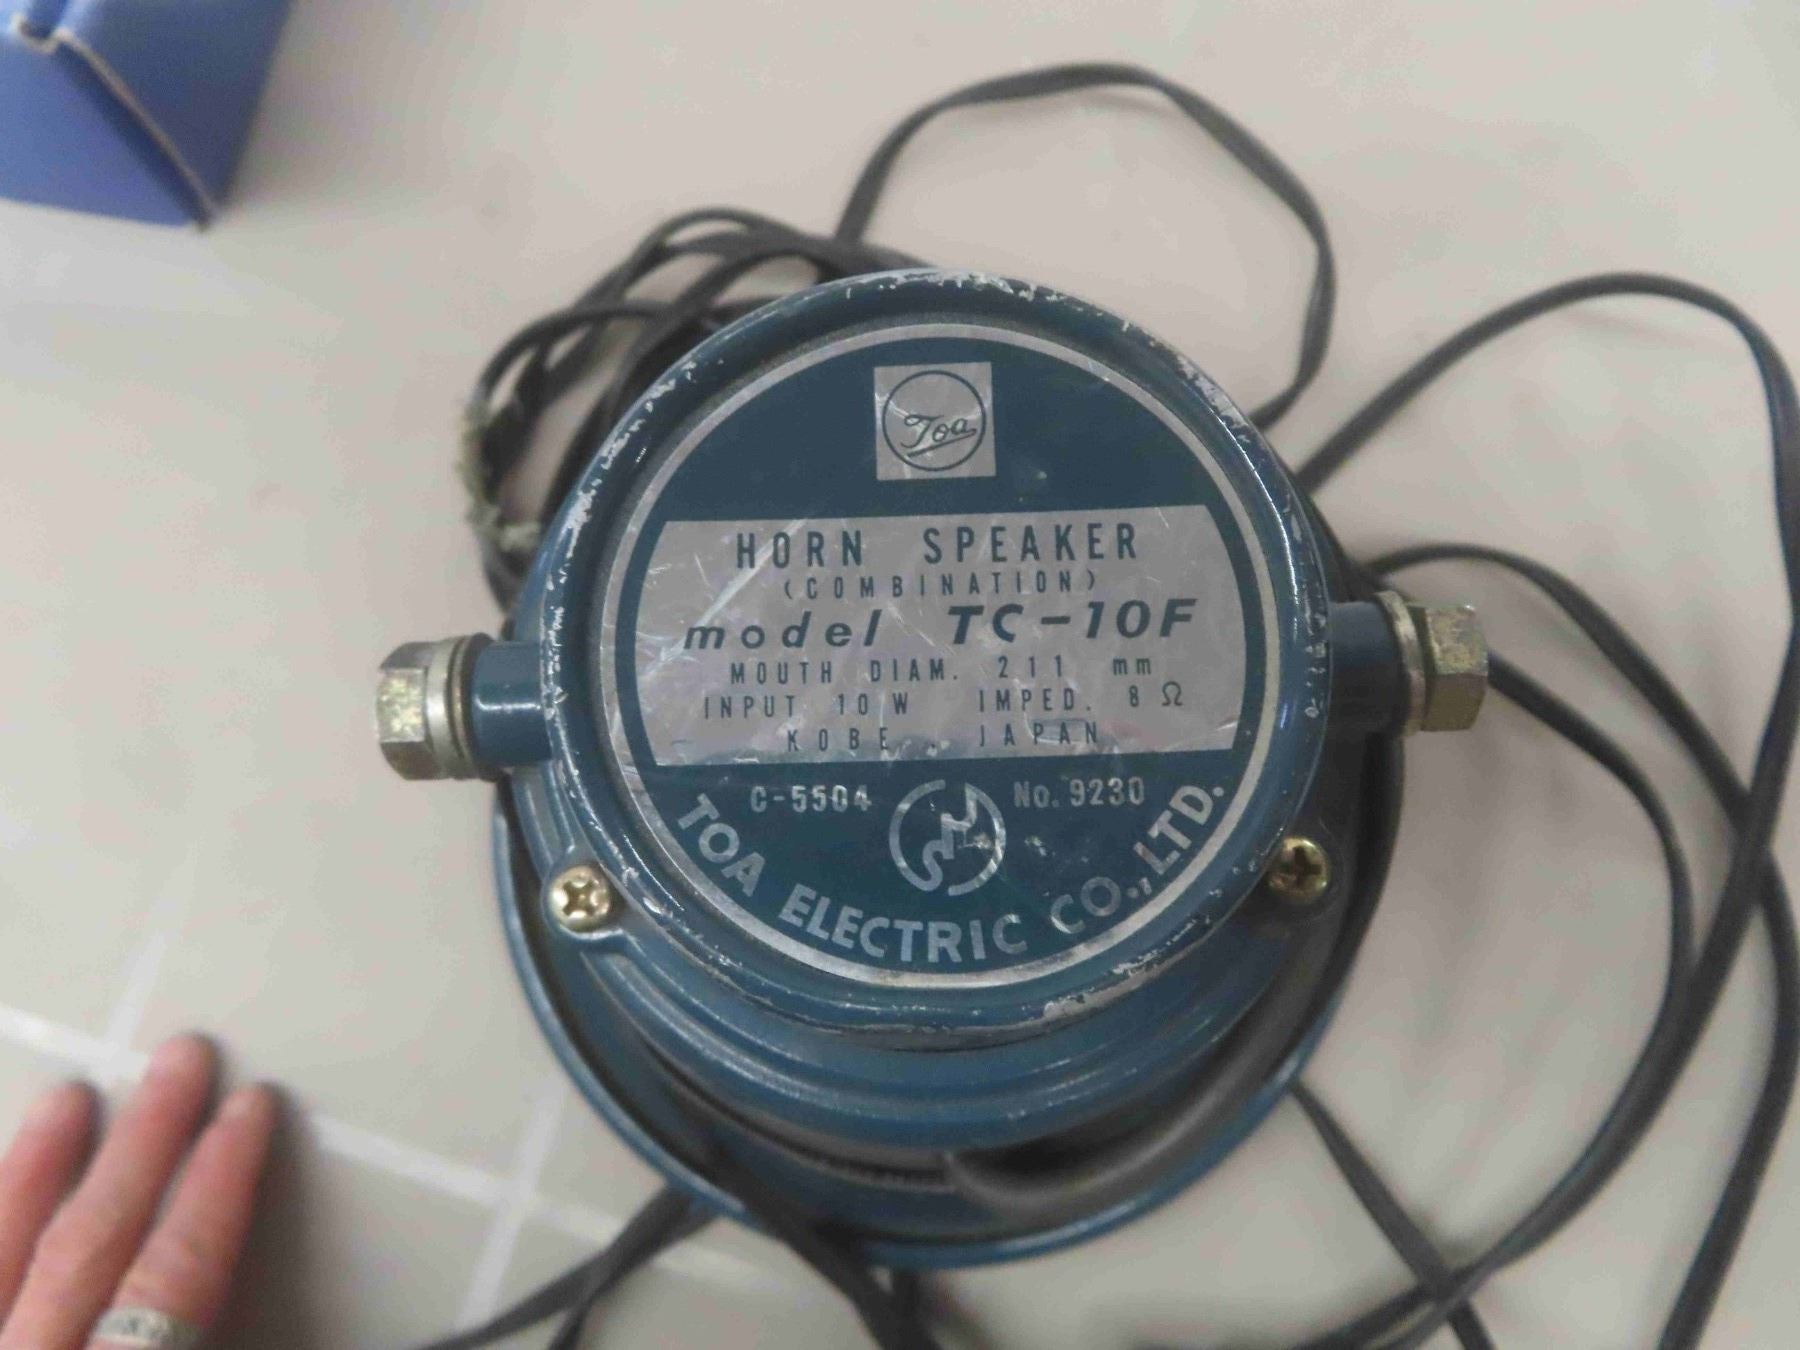 Toa
HORN SPEAKER
(COMBINATION)
model TC-10F
MOUTH DIAM. 211 mm
INPUT 10 W IMPED. 8 Ω
KOBE, JAPAN
C-5504 No. 9230
TOA ELECTRIC CO., LTD.